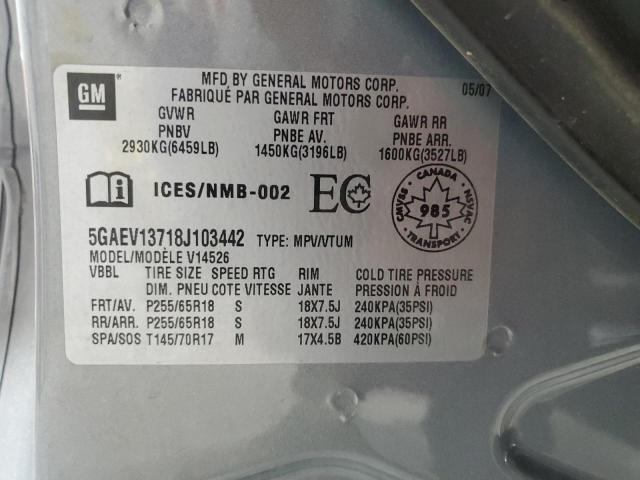 GM
MFD BY GENERAL MOTORS CORP.
FABRIQUÉ PAR GENERAL MOTORS CORP.
05/07
GVWR GAWR FRT GAWR RR
PNBV PNBE AV. PNBE ARR.
2930KG(6459LB) 1450KG(3196LB) 1600KG(3527LB)
ICES/NMB-002 EC
CANADA
CMVSS 985 NSVAC
TRANSPORT
5GAEV13718J103442 TYPE: MPV/VTUM
MODEL/MODÈLE V14526
VBBL TIRE SIZE SPEED RTG RIM COLD TIRE PRESSURE
DIM. PNEU COTE VITESSE JANTE PRESSION À FROID
FRT/AV. P255/65R18 S 18X7.5J 240KPA(35PSI)
RR/ARR. P255/65R18 S 18X7.5J 240KPA(35PSI)
SPA/SOS T145/70R17 M 17X4.5B 420KPA(60PSI)